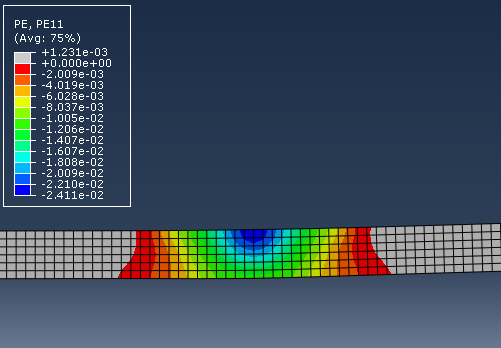 PE, PE11
(Avg: 75%)
+1.231e-03
+0.000e+00
-2.009e-03
-4.019e-03
-6.028e-03
-8.037e-03
-1.005e-02
-1.206e-02
-1.407e-02
-1.607e-02
-1.808e-02
-2.009e-02
-2.210e-02
-2.411e-02